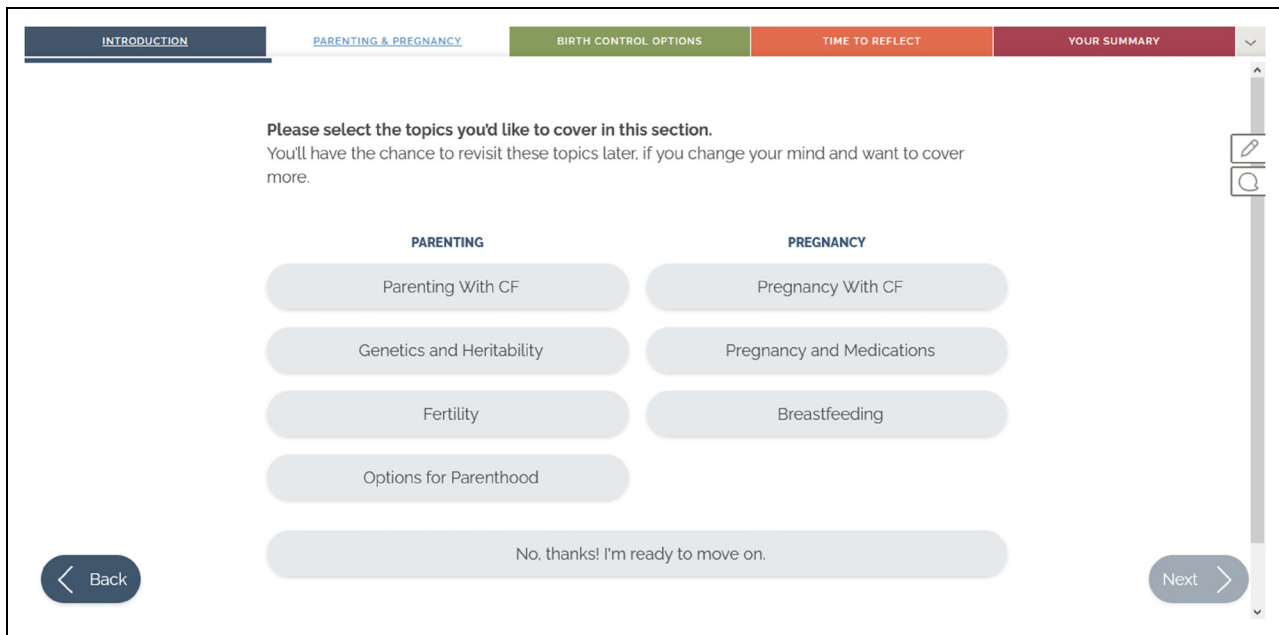 INTRODUCTION
PARENTING & PREGNANCY
BIRTH CONTROL OPTIONS
TIME TO REFLECT
YOUR SUMMARY
Please select the topics you'd like to cover in this section.
You'll have the chance to revisit these topics later, if you change your mind and want to cover
more.
PARENTING
PREGNANCY
Parenting With CF
Pregnancy With CF
Genetics and Heritability
Pregnancy and Medications
Fertility
Breastfeeding
Options for Parenthood
No, thanks! I'm ready to move on.
Back
Next